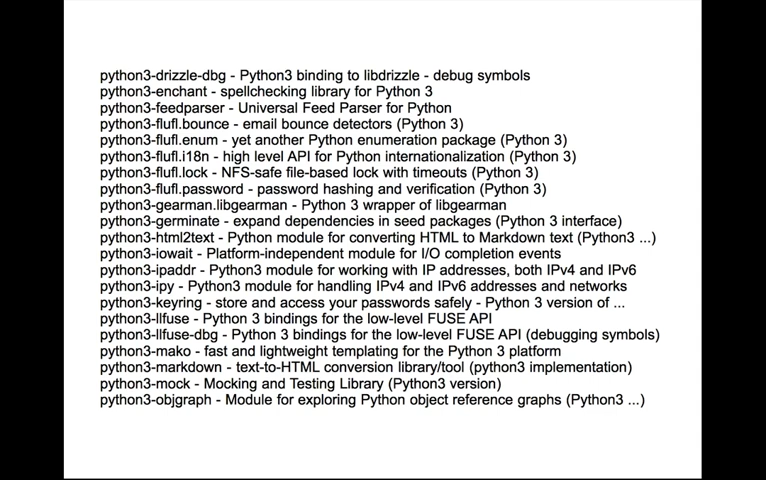 python3-drizzle-dbg - Python3 binding to libdrizzle - debug symbols
python3-enchant - spellchecking library for Python 3
python3-feedparser - Universal Feed Parser for Python
python3-flufl.bounce - email bounce detectors (Python 3)
python3-flufl.enum - yet another Python enumeration package (Python 3)
python3-flufl.i18n - high level API for Python internationalization (Python 3)
python3-flufl.lock - NFS-safe file-based lock with timeouts (Python 3)
python3-flufl.password - password hashing and verification (Python 3)
python3-gearman.libgearman - Python 3 wrapper of libgearman
python3-germinate - expand dependencies in seed packages (Python 3 interface)
python3-html2text - Python module for converting HTML to Markdown text (Python3 ...)
python3-iowait - Platform-independent module for I/O completion events
python3-ipaddr - Python3 module for working with IP addresses, both IPv4 and IPv6
python3-ipy - Python3 module for handling IPv4 and IPv6 addresses and networks
python3-keyring - store and access your passwords safely - Python 3 version of ...
python3-llfuse - Python 3 bindings for the low-level FUSE API
python3-llfuse-dbg - Python 3 bindings for the low-level FUSE API (debugging symbols)
python3-mako - fast and lightweight templating for the Python 3 platform
python3-markdown - text-to-HTML conversion library/tool (python3 implementation)
python3-mock - Mocking and Testing Library (Python3 version)
python3-objgraph - Module for exploring Python object reference graphs (Python3 ...)